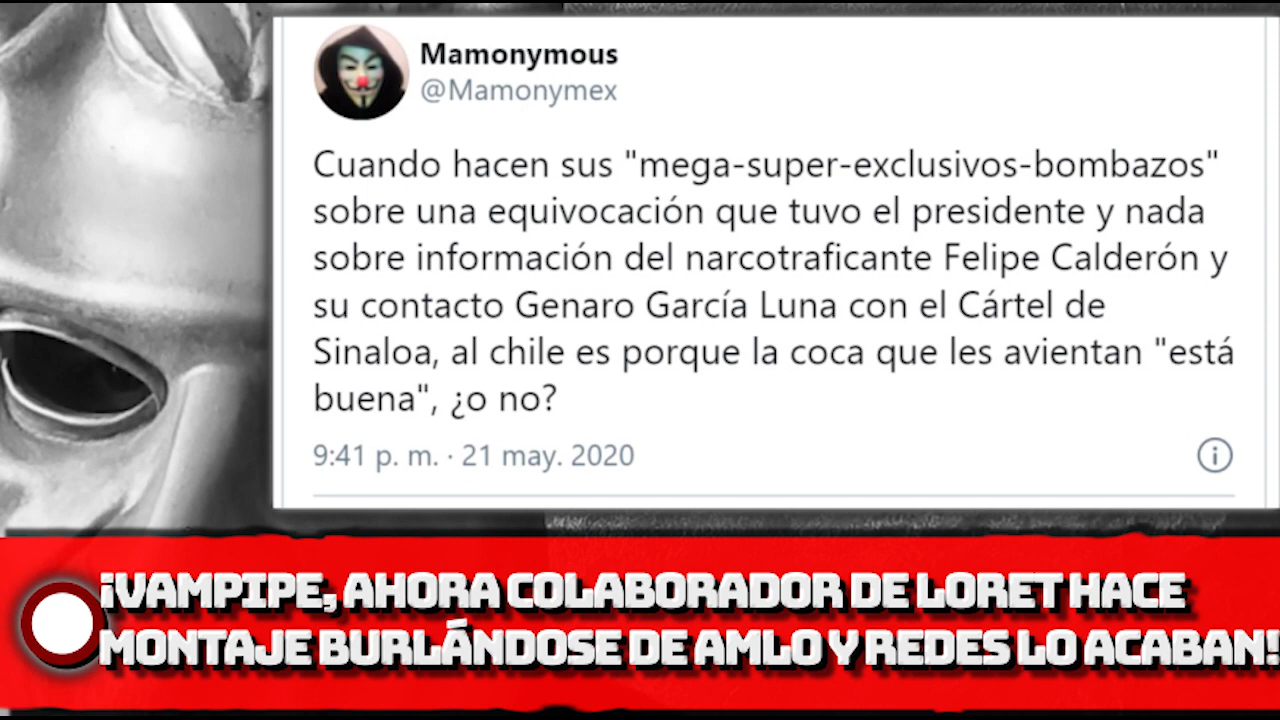 Mamonymous
@Mamonymex
Cuando hacen sus "mega-super-exclusivos-bombazos"
sobre una equivocación que tuvo el presidente y nada
sobre información del narcotraficante Felipe Calderón y
su contacto Genaro García Luna con el Cártel de
Sinaloa, al chile es porque la coca que les avientan "está
buena", ¿o no?
9:41 p. m. · 21 may. 2020
¡VAMPIPE, AHORA COLABORADOR DE LORET HACE
MONTAJE BURLÁNDOSE DE AMLO Y REDES LO ACABAN!